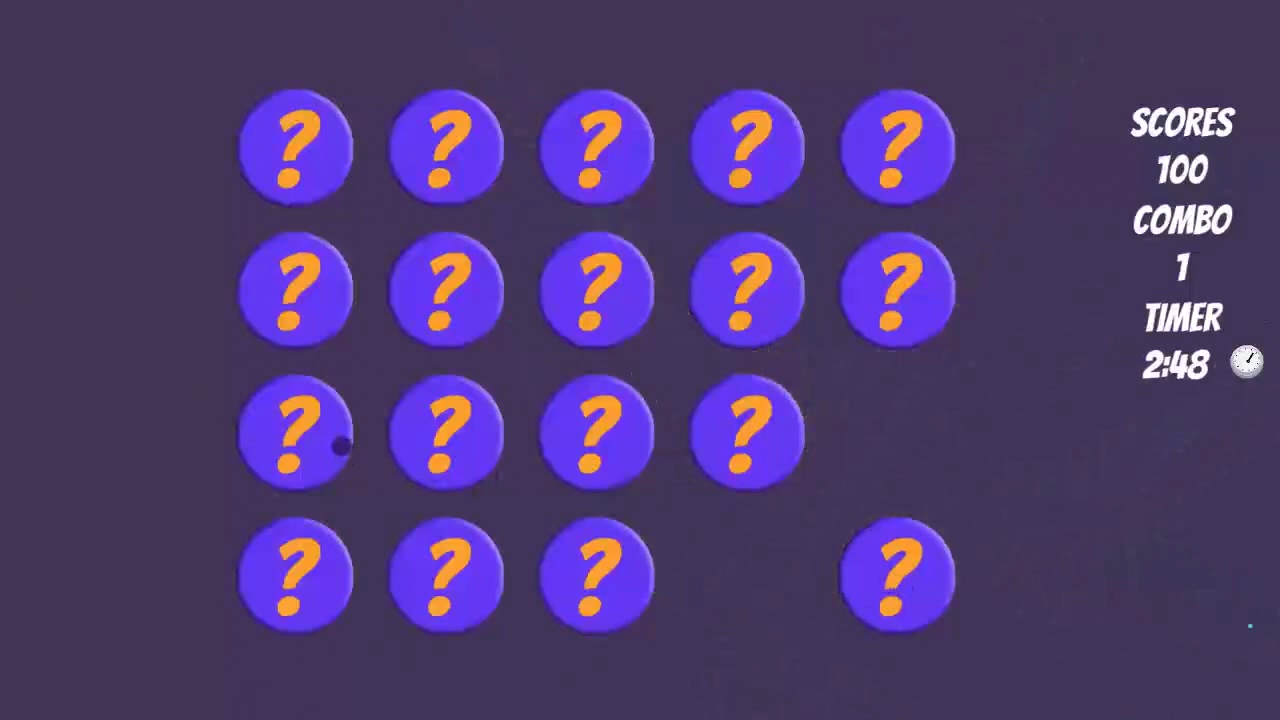 ? ? ? ? ?
? ? ? ? ?
? ? ? ?
? ? ? ?
SCORES
100
COMBO
1
TIMER
2:48